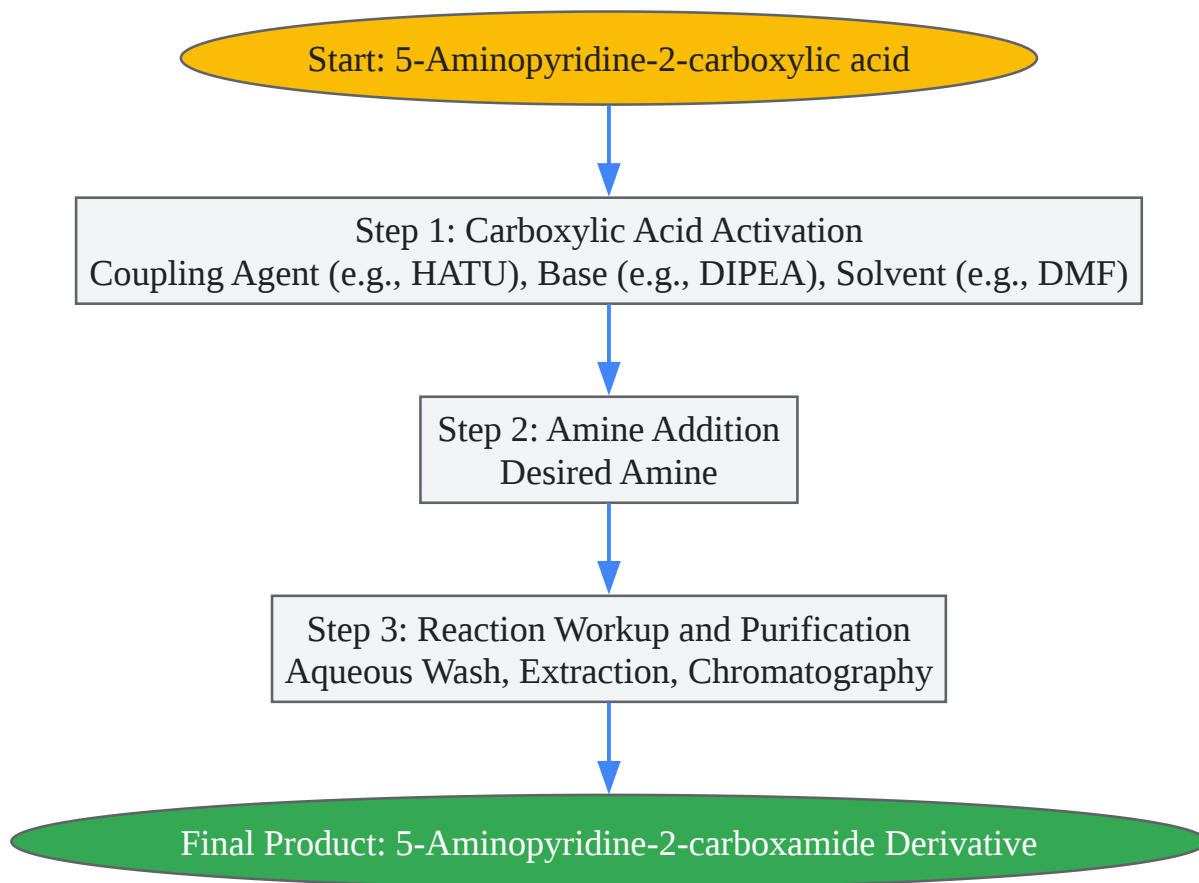 Start: 5-Aminopyridine-2-carboxylic acid
Step 1: Carboxylic Acid Activation
Coupling Agent (e.g., HATU), Base (e.g., DIPEA), Solvent (e.g., DMF)
Step 2: Amine Addition
Desired Amine
Step 3: Reaction Workup and Purification
Aqueous Wash, Extraction, Chromatography
Final Product: 5-Aminopyridine-2-carboxamide Derivative